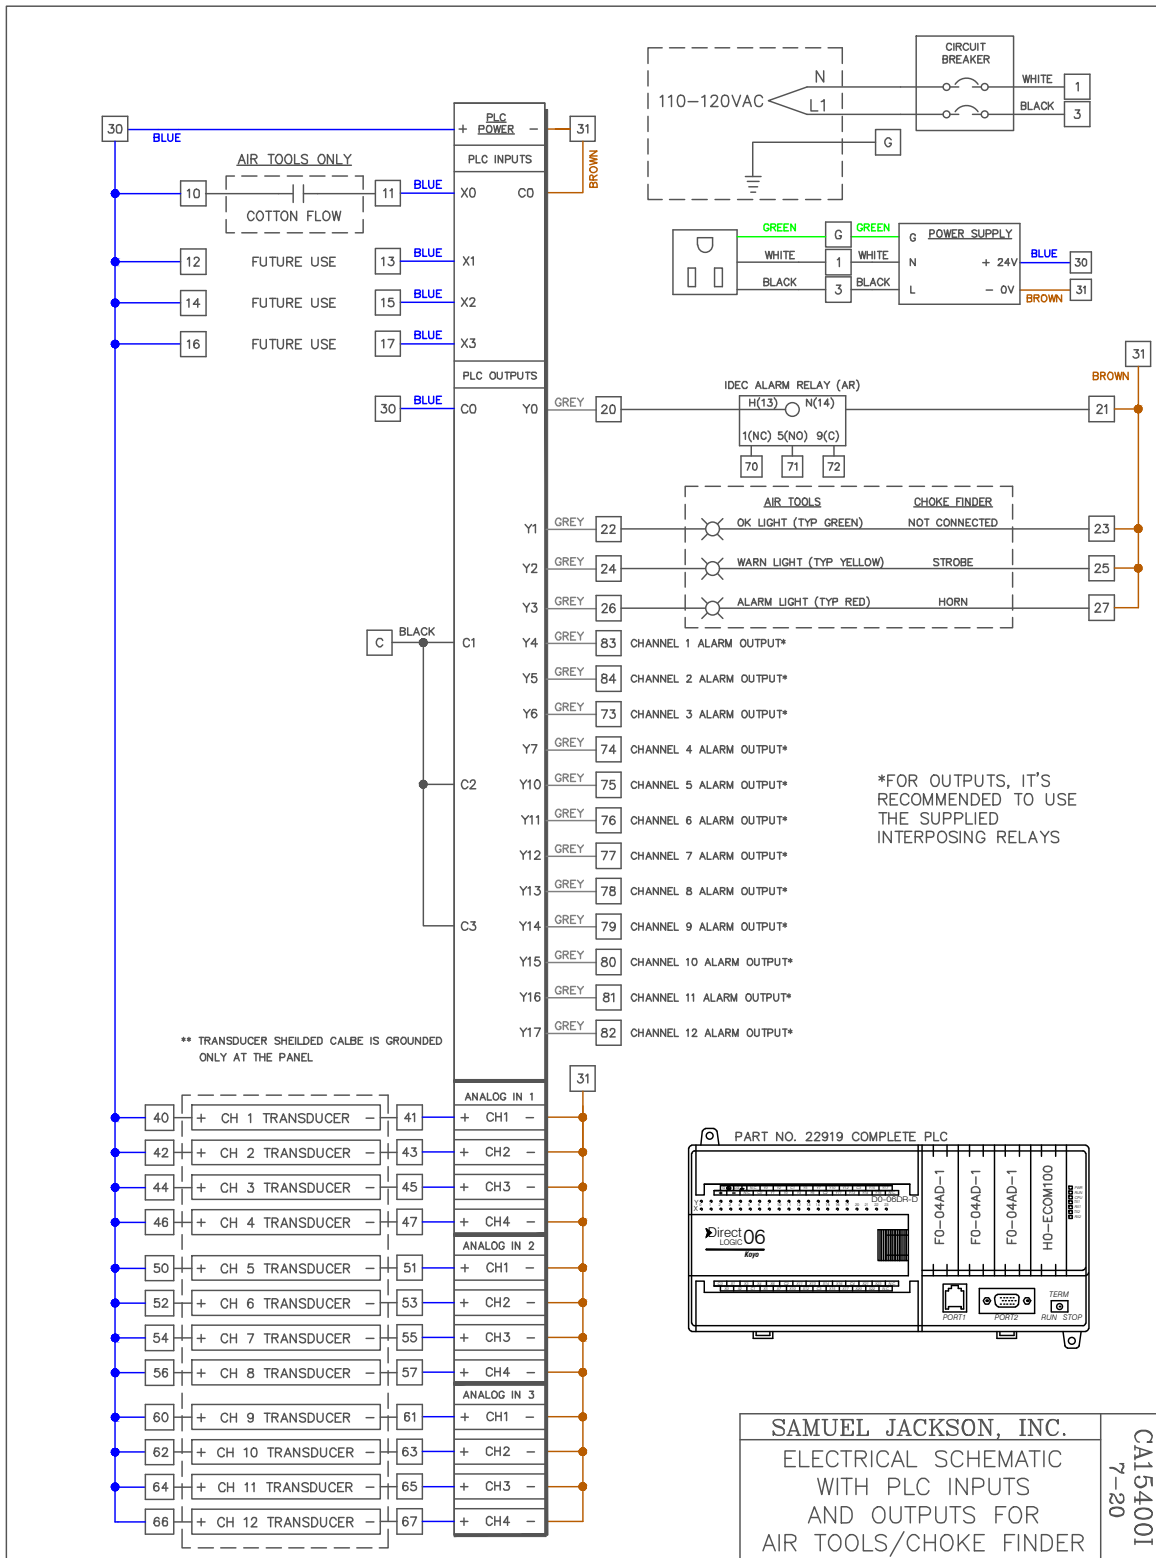 CIRCUIT
BREAKER
110-120VAC
N
L1
WHITE
1
BLACK
3
G
30
BLUE
+ PLC POWER -
31
BROWN
AIR TOOLS ONLY
PLC INPUTS
10
COTTON FLOW
11
BLUE
X0
C0
12
FUTURE USE
13
BLUE
X1
14
FUTURE USE
15
BLUE
X2
16
FUTURE USE
17
BLUE
X3
GREEN
G
GREEN
G
POWER SUPPLY
WHITE
1
WHITE
N
+ 24V
BLUE
30
BLACK
3
BLACK
L
- 0V
BROWN
31
PLC OUTPUTS
30
BLUE
C0
Y0
GREY
20
IDEC ALARM RELAY (AR)
H(13)
N(14)
1(NC) 5(NO) 9(C)
70
71
72
21
BROWN
31
AIR TOOLS
CHOKE FINDER
Y1
GREY
22
OK LIGHT (TYP GREEN)
NOT CONNECTED
23
Y2
GREY
24
WARN LIGHT (TYP YELLOW)
STROBE
25
Y3
GREY
26
ALARM LIGHT (TYP RED)
HORN
27
C
BLACK
C1
Y4
GREY
83
CHANNEL 1 ALARM OUTPUT*
Y5
GREY
84
CHANNEL 2 ALARM OUTPUT*
Y6
GREY
73
CHANNEL 3 ALARM OUTPUT*
Y7
GREY
74
CHANNEL 4 ALARM OUTPUT*
C2
Y10
GREY
75
CHANNEL 5 ALARM OUTPUT*
Y11
GREY
76
CHANNEL 6 ALARM OUTPUT*
Y12
GREY
77
CHANNEL 7 ALARM OUTPUT*
Y13
GREY
78
CHANNEL 8 ALARM OUTPUT*
C3
Y14
GREY
79
CHANNEL 9 ALARM OUTPUT*
Y15
GREY
80
CHANNEL 10 ALARM OUTPUT*
Y16
GREY
81
CHANNEL 11 ALARM OUTPUT*
Y17
GREY
82
CHANNEL 12 ALARM OUTPUT*
*FOR OUTPUTS, IT'S
RECOMMENDED TO USE
THE SUPPLIED
INTERPOSING RELAYS
** TRANSDUCER SHEILDED CALBE IS GROUNDED
ONLY AT THE PANEL
31
ANALOG IN 1
40
+ CH 1 TRANSDUCER -
41
+ CH1 -
42
+ CH 2 TRANSDUCER -
43
+ CH2 -
44
+ CH 3 TRANSDUCER -
45
+ CH3 -
46
+ CH 4 TRANSDUCER -
47
+ CH4 -
ANALOG IN 2
50
+ CH 5 TRANSDUCER -
51
+ CH1 -
52
+ CH 6 TRANSDUCER -
53
+ CH2 -
54
+ CH 7 TRANSDUCER -
55
+ CH3 -
56
+ CH 8 TRANSDUCER -
57
+ CH4 -
ANALOG IN 3
60
+ CH 9 TRANSDUCER -
61
+ CH1 -
62
+ CH 10 TRANSDUCER -
63
+ CH2 -
64
+ CH 11 TRANSDUCER -
65
+ CH3 -
66
+ CH 12 TRANSDUCER -
67
+ CH4 -
PART NO. 22919 COMPLETE PLC
D0-06DR-D
Y
X
Direct
LOGIC 06
Koyo
F0-04AD-1
F0-04AD-1
F0-04AD-1
H0-ECOM100
PORT1
PORT2
TERM
RUN STOP
SAMUEL JACKSON, INC.
ELECTRICAL SCHEMATIC
WITH PLC INPUTS
AND OUTPUTS FOR
AIR TOOLS/CHOKE FINDER
CA15400I
7-20